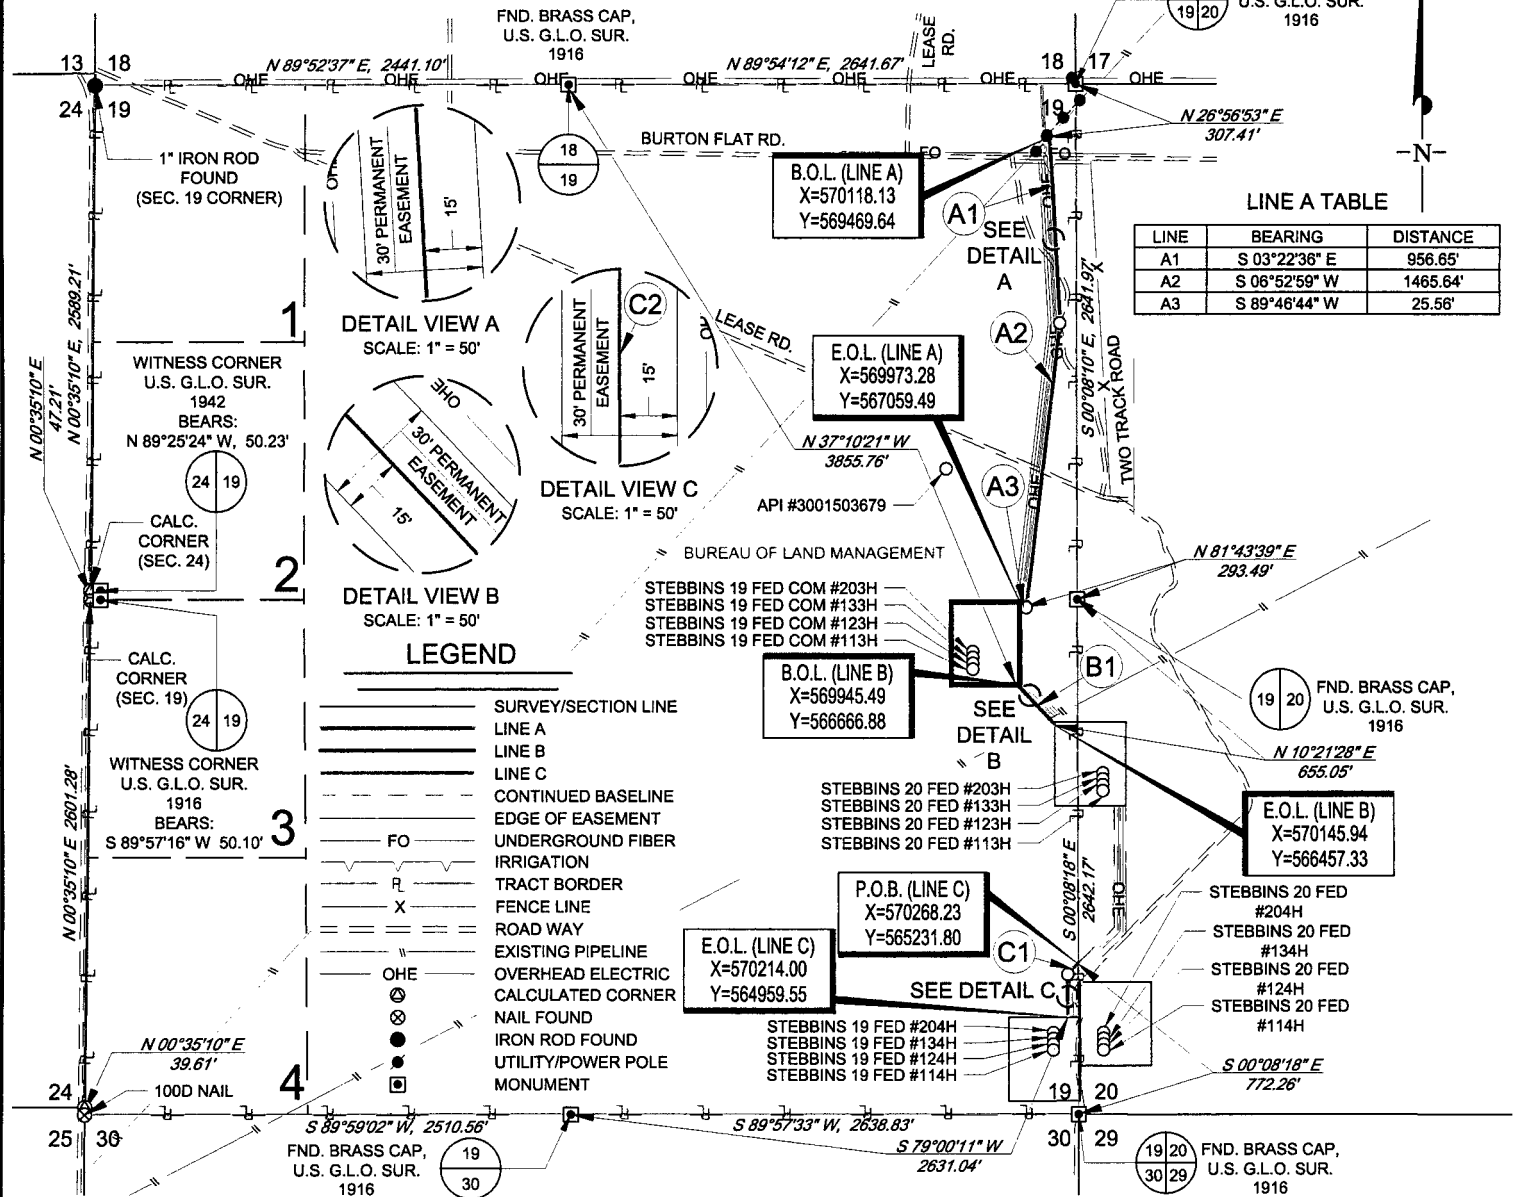 FND. BRASS CAP,
U.S. G.L.O. SUR.
1916
LEASE
RD.
19 20
U.S. G.L.O. SUR.
1916
13 18
N 89°52'37" E, 2441.10'
N 89°54'12" E, 2641.67'
18 17
OHE OHE OHE OHE OHE OHE
24 19
19
N 26°56'53" E
307.41'
1" IRON ROD
FOUND
(SEC. 19 CORNER)
18
19
BURTON FLAT RD.
FO FO
-N-
B.O.L. (LINE A)
X=570118.13
Y=569469.64
A1
SEE
DETAIL
A
OHE
LINE A TABLE
LINE BEARING DISTANCE
A1 S 03°22'36" E 956.65'
A2 S 06°52'59" W 1465.64'
A3 S 89°46'44" W 25.56'
OHE
30' PERMANENT
EASEMENT
15'
DETAIL VIEW A
SCALE: 1" = 50'
C2
30' PERMANENT
EASEMENT
15'
DETAIL VIEW C
SCALE: 1" = 50'
OHE
30' PERMANENT
EASEMENT
15'
DETAIL VIEW B
SCALE: 1" = 50'
1
2
3
4
N 00°35'10" E, 2589.21'
N 00°35'10" E
47.21'
WITNESS CORNER
U.S. G.L.O. SUR.
1942
BEARS:
N 89°25'24" W, 50.23'
24 19
CALC.
CORNER
(SEC. 24)
CALC.
CORNER
(SEC. 19)
24 19
WITNESS CORNER
U.S. G.L.O. SUR.
1916
BEARS:
S 89°57'16" W 50.10'
N 00°35'10" E 2601.28'
LEASE RD.
E.O.L. (LINE A)
X=569973.28
Y=567059.49
A2
OHE
S 00°08'10" E, 2641.97'
X
X
TWO TRACK ROAD
N 37°10'21" W
3855.76'
API #3001503679
A3
OHE
BUREAU OF LAND MANAGEMENT
N 81°43'39" E
293.49'
STEBBINS 19 FED COM #203H
STEBBINS 19 FED COM #133H
STEBBINS 19 FED COM #123H
STEBBINS 19 FED COM #113H
B.O.L. (LINE B)
X=569945.49
Y=566666.88
B1
SEE
DETAIL
B
19 20
FND. BRASS CAP,
U.S. G.L.O. SUR.
1916
N 10°21'28" E
655.05'
LEGEND
SURVEY/SECTION LINE
LINE A
LINE B
LINE C
CONTINUED BASELINE
EDGE OF EASEMENT
FO UNDERGROUND FIBER
IRRIGATION
PL TRACT BORDER
X FENCE LINE
ROAD WAY
EXISTING PIPELINE
OHE OVERHEAD ELECTRIC
CALCULATED CORNER
NAIL FOUND
IRON ROD FOUND
UTILITY/POWER POLE
MONUMENT
STEBBINS 20 FED #203H
STEBBINS 20 FED #133H
STEBBINS 20 FED #123H
STEBBINS 20 FED #113H
E.O.L. (LINE B)
X=570145.94
Y=566457.33
S 00°08'18" E
2642.17'
OHE
P.O.B. (LINE C)
X=570268.23
Y=565231.80
E.O.L. (LINE C)
X=570214.00
Y=564959.55
C1
SEE DETAIL C
STEBBINS 20 FED
#204H
STEBBINS 20 FED
#134H
STEBBINS 20 FED
#124H
STEBBINS 20 FED
#114H
STEBBINS 19 FED #204H
STEBBINS 19 FED #134H
STEBBINS 19 FED #124H
STEBBINS 19 FED #114H
N 00°35'10" E
39.61'
100D NAIL
24
25 30
S 00°08'18" E
772.26'
19 20
30 29
S 89°59'02" W, 2510.56'
S 89°57'33" W, 2638.83'
FND. BRASS CAP,
U.S. G.L.O. SUR.
1916
19
30
S 79°00'11" W
2631.04'
19 20
30 29
FND. BRASS CAP,
U.S. G.L.O. SUR.
1916